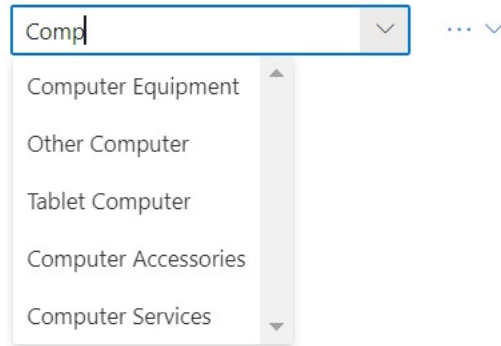 Comp
Computer Equipment
Other Computer
Tablet Computer
Computer Accessories
Computer Services